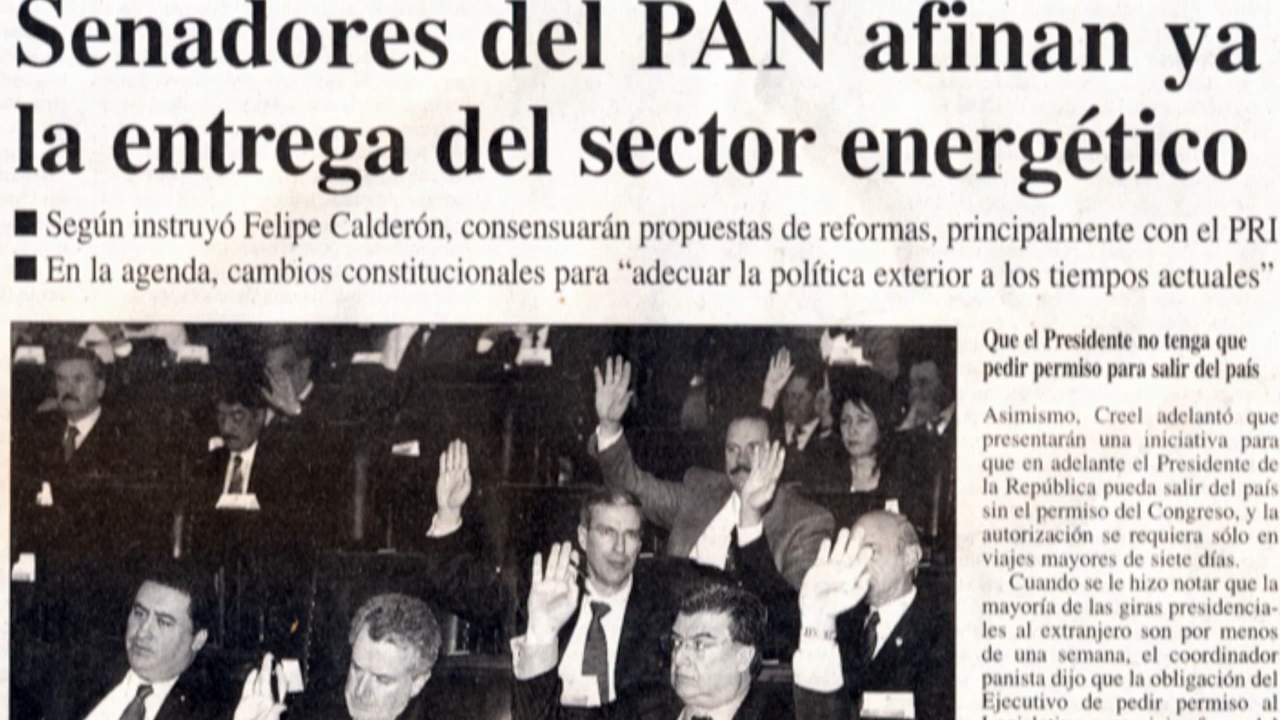 Senadores del PAN afinan ya
la entrega del sector energético
■ Según instruyó Felipe Calderón, consensuarán propuestas de reformas, principalmente con el PRI
■ En la agenda, cambios constitucionales para “adecuar la política exterior a los tiempos actuales”
Que el Presidente no tenga que
pedir permiso para salir del país
Asimismo, Creel adelantó que
presentarán una iniciativa para
que en adelante el Presidente de
la República pueda salir del país
sin el permiso del Congreso, y la
autorización se requiera sólo en
viajes mayores de siete días.
Cuando se le hizo notar que la
mayoría de las giras presidencia-
les al extranjero son por menos
de una semana, el coordinador
panista dijo que la obligación del
Ejecutivo de pedir permiso al